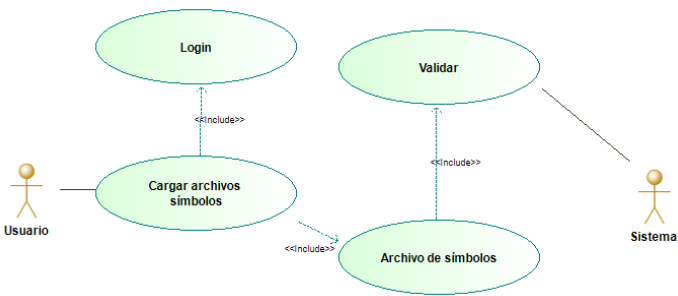 Login
Validar
<<Include>>
<<Include>>
Cargar archivos
símbolos
Usuario
Sistema
<<Include>>
Archivo de símbolos